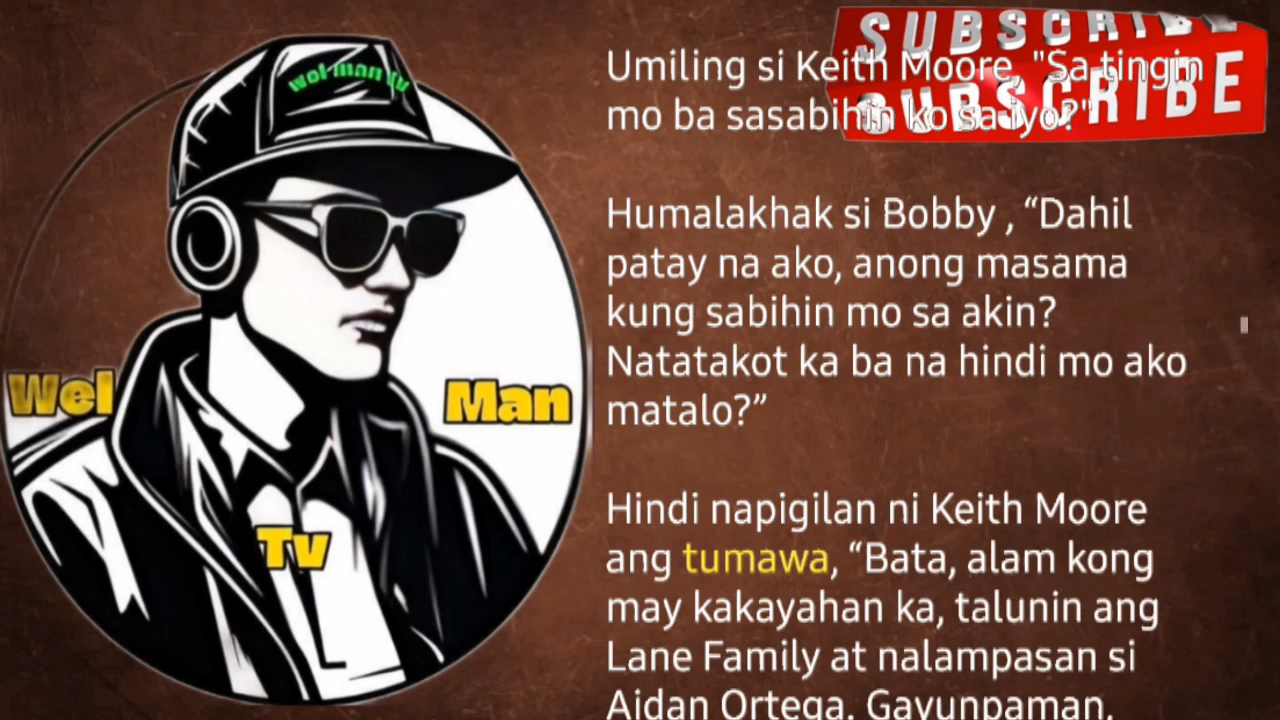 wel man tv
Wel
Man
Tv
SUBSCRIBE
SUBSCRIBE
Umiling si Keith Moore, "Sa tingin
mo ba sasabihin ko sa iyo?"
Humalakhak si Bobby , “Dahil
patay na ako, anong masama
kung sabihin mo sa akin?
Natatakot ka ba na hindi mo ako
matalo?”
Hindi napigilan ni Keith Moore
ang tumawa, “Bata, alam kong
may kakayahan ka, talunin ang
Lane Family at nalampasan si
Aidan Ortega. Gayunpaman,